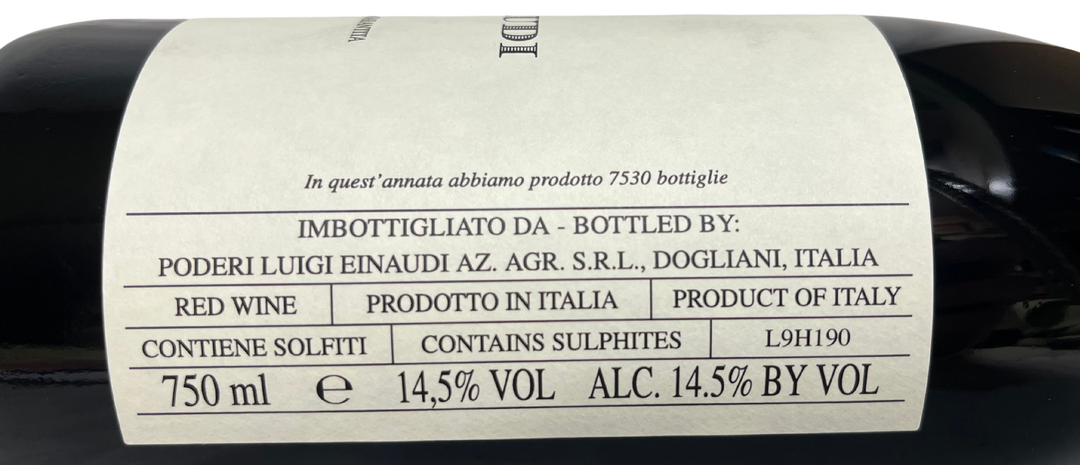 In quest'annata abbiamo prodotto 7530 bottiglie
IMBOTTIGLIATO DA - BOTTLED BY:
PODERI LUIGI EINAUDI AZ. AGR. S.R.L., DOGLIANI, ITALIA
RED WINE PRODOTTO IN ITALIA PRODUCT OF ITALY
CONTIENE SOLFITI CONTAINS SULPHITES L9H190
750 ml e 14,5% VOL ALC. 14.5% BY VOL